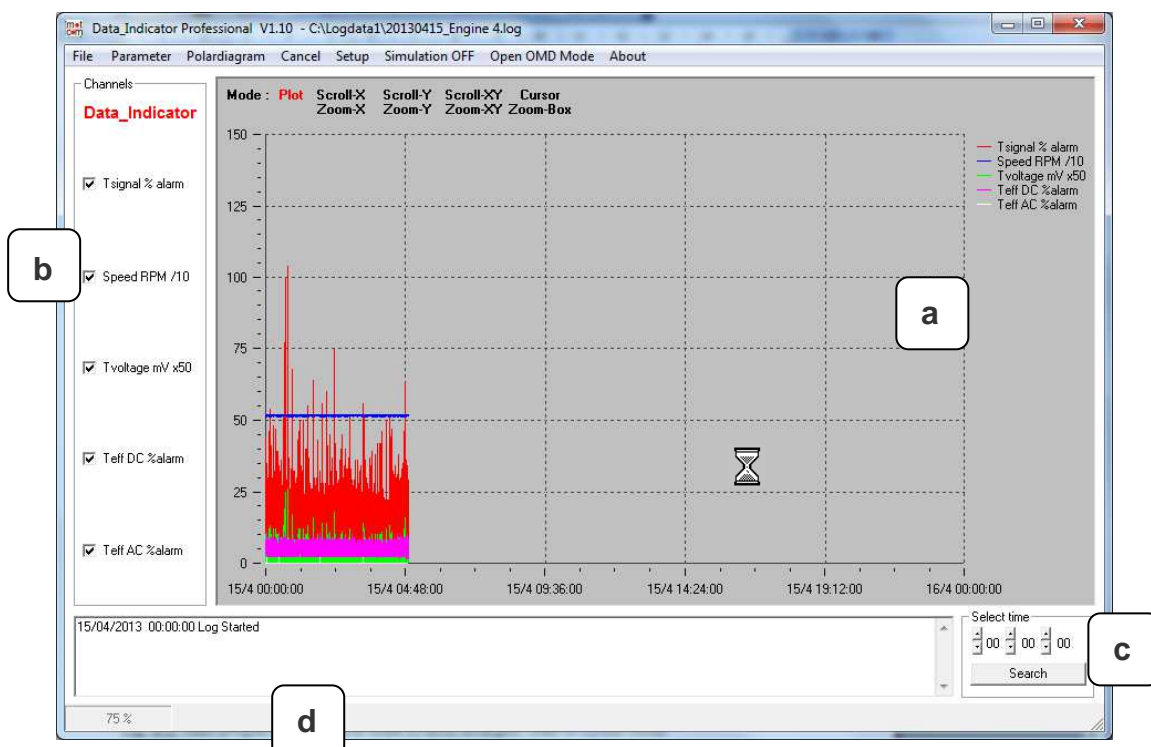 met
com
Data_Indicator Professional V1.10 - C:\Logdata1\20130415_Engine 4.log
File Parameter Polardiagram Cancel Setup Simulation OFF Open OMD Mode About
Channels
Data_Indicator
Tsignal % alarm
Speed RPM /10
Tvoltage mV x50
Teff DC %alarm
Teff AC %alarm
Mode : Plot Scroll-X Scroll-Y Scroll-XY Cursor
Zoom-X Zoom-Y Zoom-XY Zoom-Box
150
125
100
75
50
25
0
15/4 00:00:00 15/4 04:48:00 15/4 09:36:00 15/4 14:24:00 15/4 19:12:00 16/4 00:00:00
Tsignal % alarm
Speed RPM /10
Tvoltage mV x50
Teff DC %alarm
Teff AC %alarm
a
b
15/04/2013 00:00:00 Log Started
Select time
00 00 00
Search
c
75 %
d